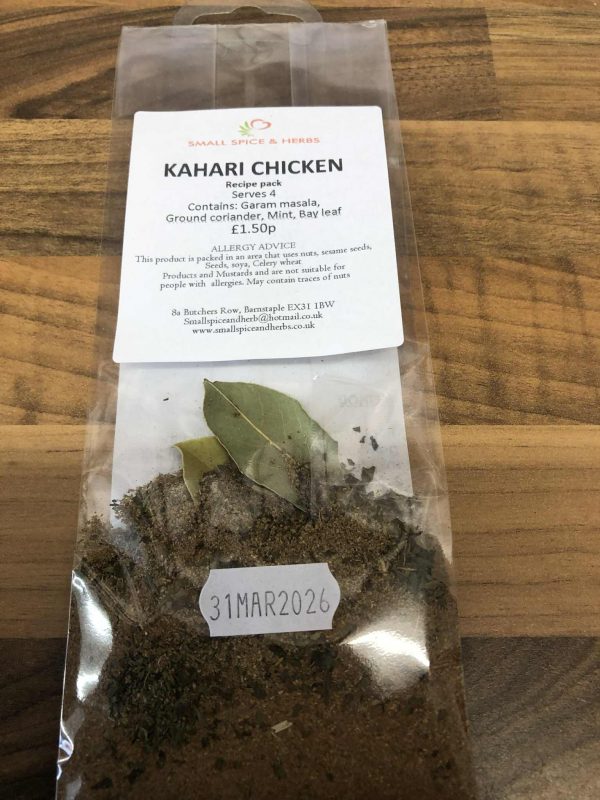 SMALL SPICE & HERBS
KAHARI CHICKEN
Recipe pack
Serves 4
Contains: Garam masala,
Ground coriander, Mint, Bay leaf
£1.50p
ALLERGY ADVICE
This product is packed in an area that uses nuts, sesame seeds,
Seeds, soya, Celery wheat
Products and Mustards and are not suitable for
people with allergies. May contain traces of nuts
8a Butchers Row, Barnstaple EX31 1BW
Smallspiceandherb@hotmail.co.uk
www.smallspiceandherbs.co.uk
31MAR2026